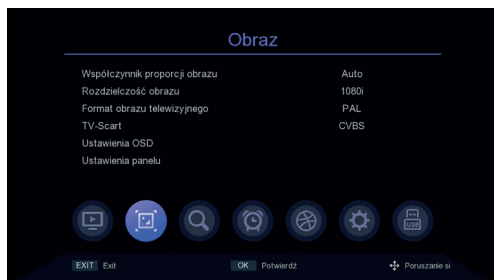 Obraz
Współczynnik proporcji obrazu Auto
Rozdzielczość obrazu 1080i
Format obrazu telewizyjnego PAL
TV-Scart CVBS
Ustawienia OSD
Ustawienia panelu
USB
EXIT Exit OK Potwierdż Poruszanie si